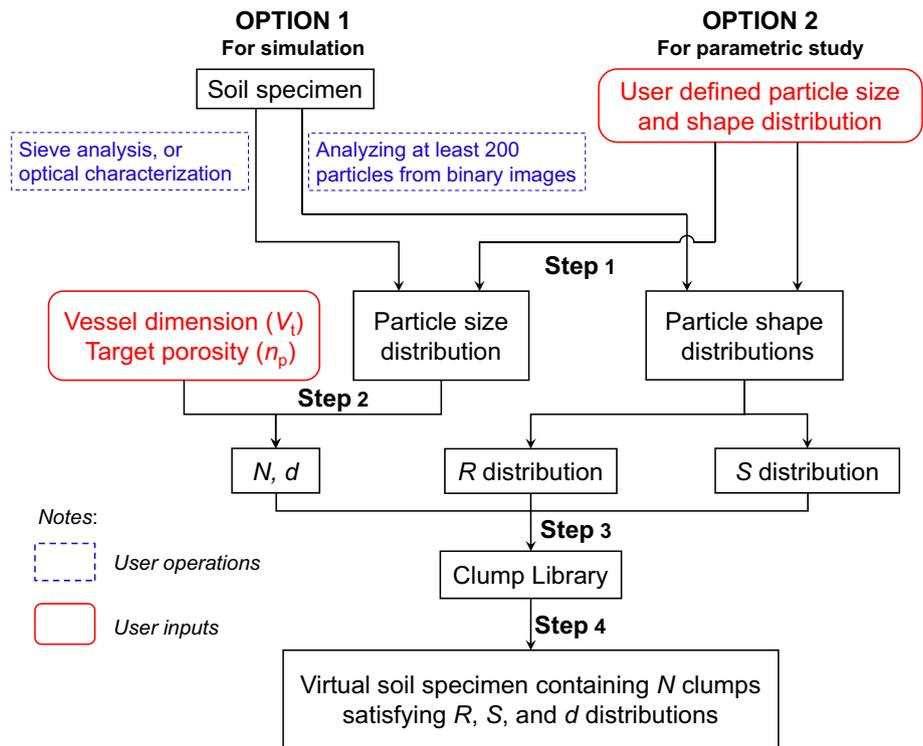 OPTION 1
For simulation
OPTION 2
For parametric study
Soil specimen
User defined particle size
and shape distribution
Sieve analysis, or
optical characterization
Analyzing at least 200
particles from binary images
Step 1
Vessel dimension (Vt)
Target porosity (np)
Particle size
distribution
Particle shape
distributions
Step 2
N, d
R distribution
S distribution
Notes:
User operations
User inputs
Step 3
Clump Library
Step 4
Virtual soil specimen containing N clumps
satisfying R, S, and d distributions